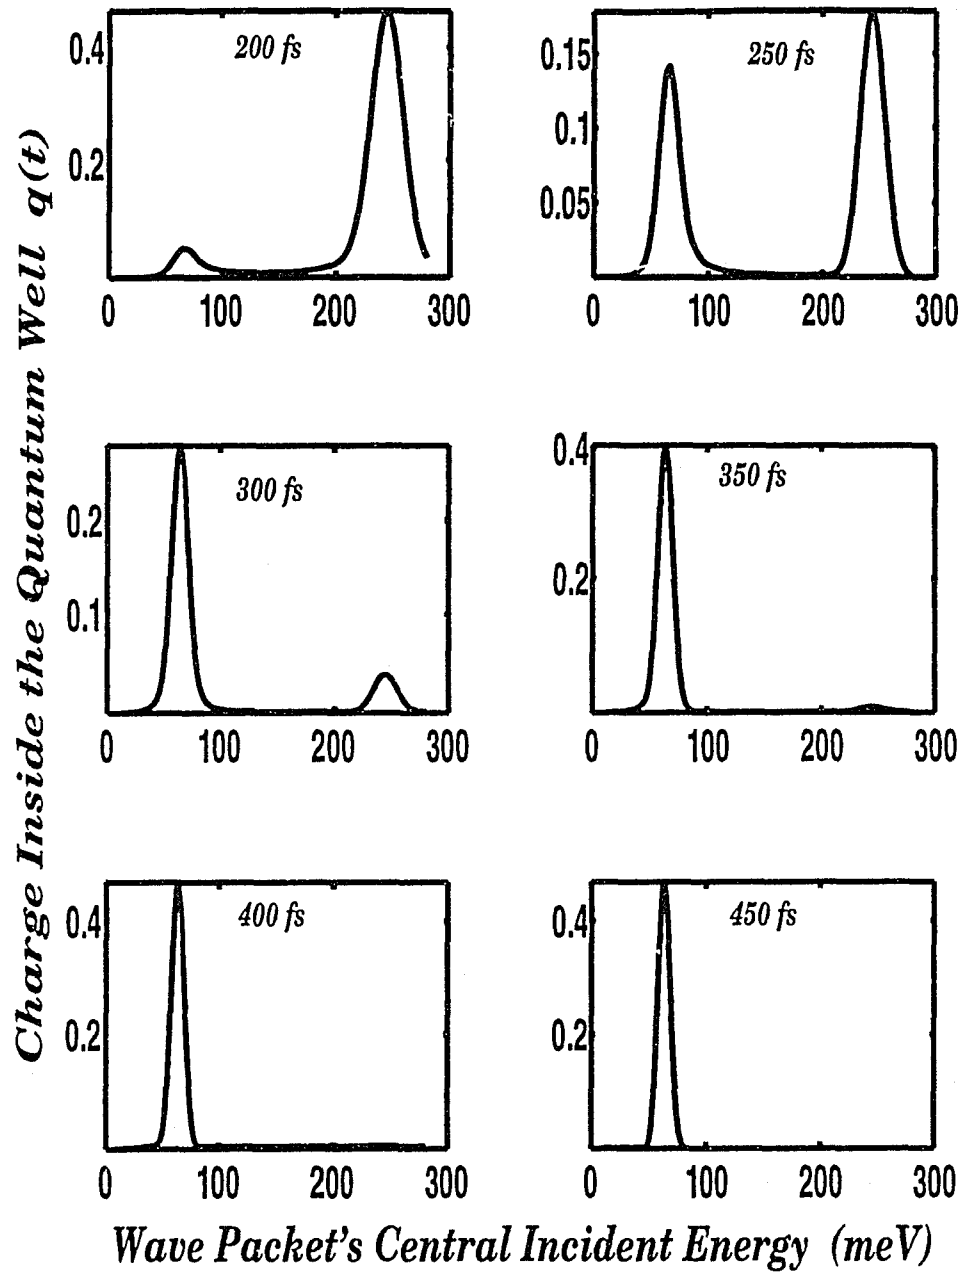 Charge Inside the Quantum Well q(t)
200 fs
0.4
0.2
0 100 200 300
250 fs
0.15
0.1
0.05
0 100 200 300
300 fs
0.2
0.1
0 100 200 300
350 fs
0.4
0.2
0 100 200 300
400 fs
0.4
0.2
0 100 200 300
450 fs
0.4
0.2
0 100 200 300
Wave Packet's Central Incident Energy (meV)